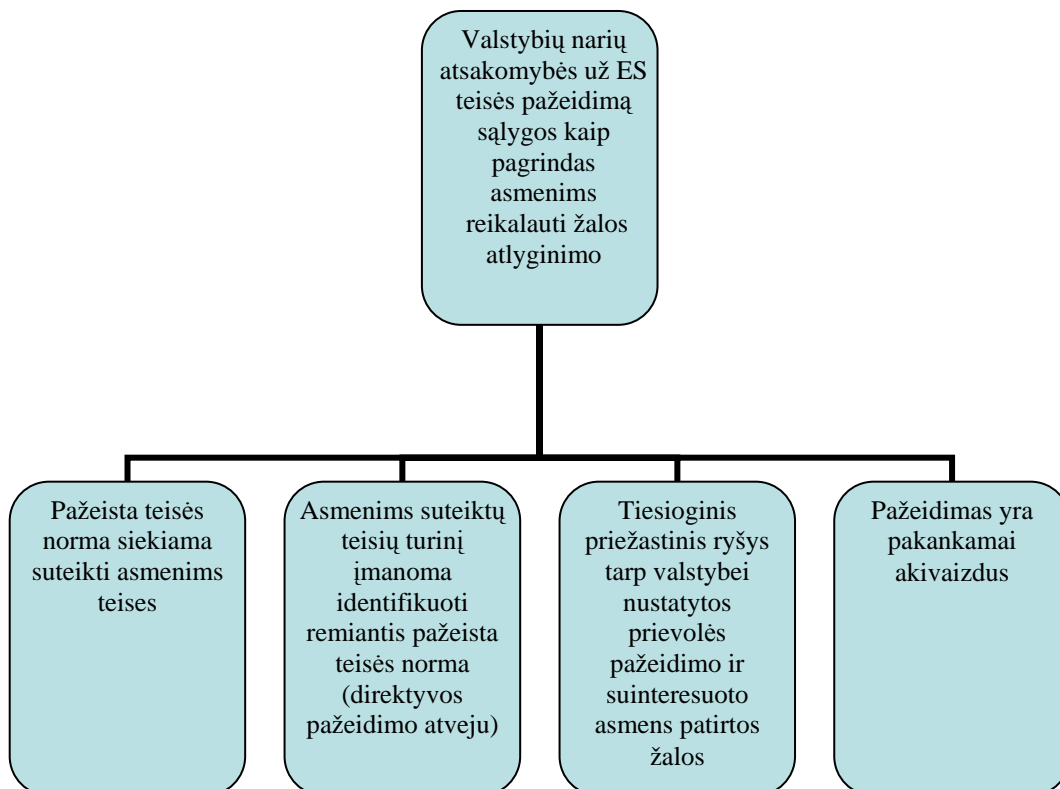 Valstybių narių
atsakomybės už ES
teisės pažeidimą
sąlygos kaip
pagrindas
asmenims
reikalauti žalos
atlyginimo
Pažeista teisės
norma siekiama
suteikti asmenims
teises
Asmenims suteiktų
teisių turinį
įmanoma
identifikuoti
remiantis pažeista
teisės norma
(direktyvos
pažeidimo atveju)
Tiesioginis
priežastinis ryšys
tarp valstybei
nustatytos
prievolės
pažeidimo ir
suinteresuoto
asmens patirtos
žalos
Pažeidimas yra
pakankamai
akivaizdus